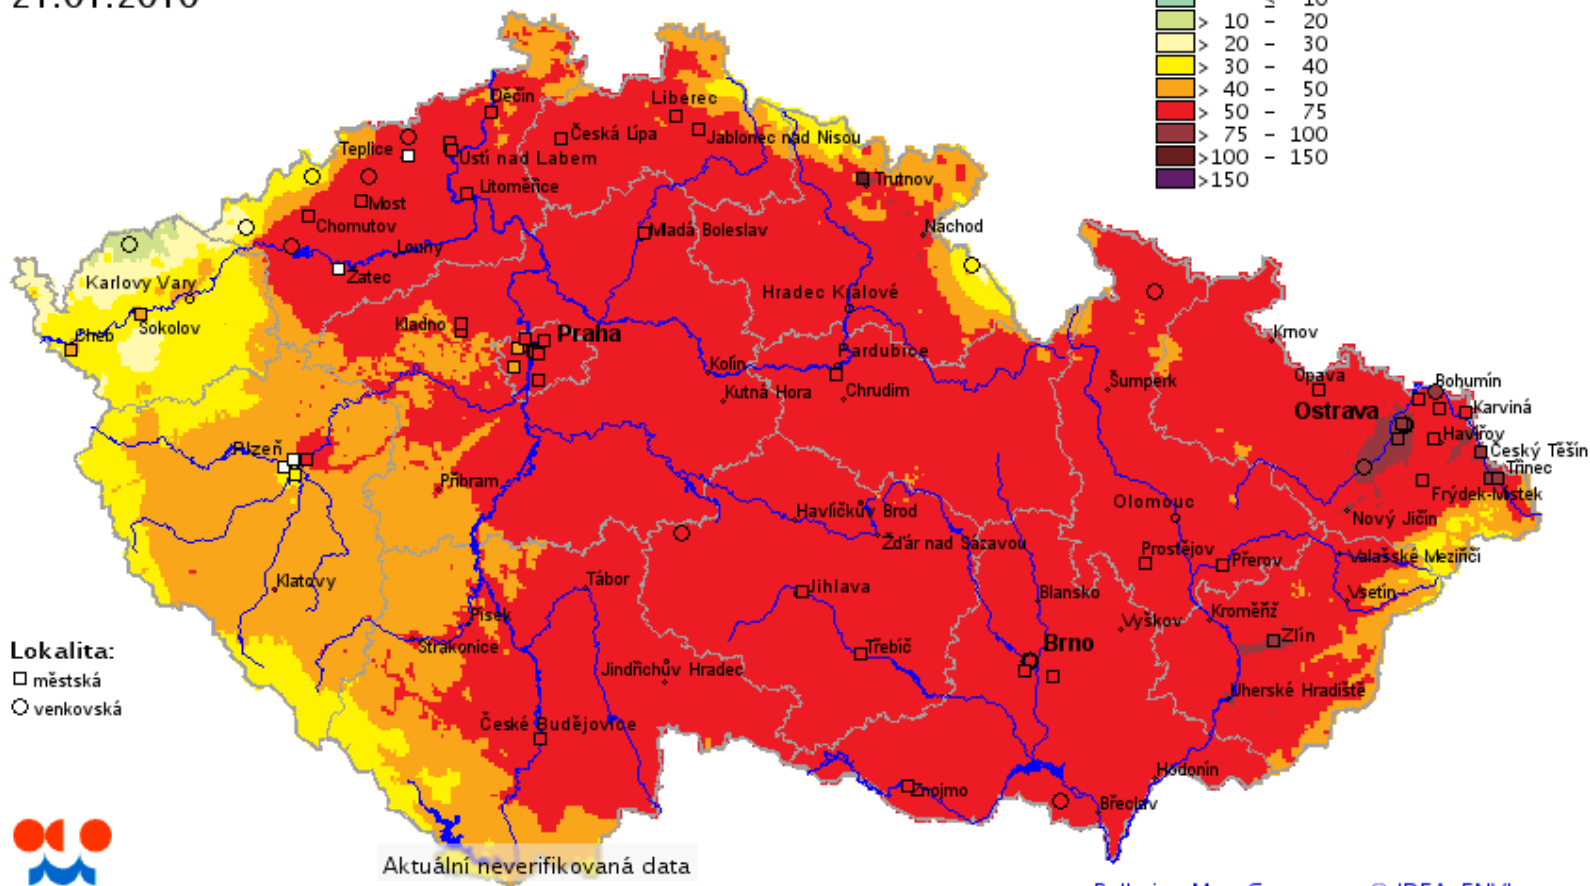 21.01.2010
≤ 10
> 10 – 20
> 20 – 30
> 30 – 40
> 40 – 50
> 50 – 75
> 75 – 100
>100 – 150
>150
Děčín
Liberec
Česká Lípa
Jablonec nad Nisou
Teplice
Ústí nad Labem
Litoměřice
Trutnov
Most
Chomutov
Mladá Boleslav
Náchod
Louny
Žatec
Karlovy Vary
Hradec Králové
Sokolov
Cheb
Kladno
Praha
Krnov
Pardubice
Kolín
Kutná Hora
Chrudim
Šumperk
Opava
Bohumín
Ostrava
Karviná
Havířov
Český Těšín
Třinec
Plzeň
Příbram
Frýdek-Místek
Havlíčkův Brod
Olomouc
Nový Jičín
Žďár nad Sázavou
Prostějov
Přerov
Valašské Meziříčí
Klatovy
Tábor
Jihlava
Blansko
Vsetín
Písek
Vyškov
Kroměříž
Strakonice
Třebíč
Brno
Zlín
Lokalita:
městská
venkovská
Jindřichův Hradec
Uherské Hradiště
České Budějovice
Hodonín
Znojmo
Břeclav
Aktuální neverifikovaná data